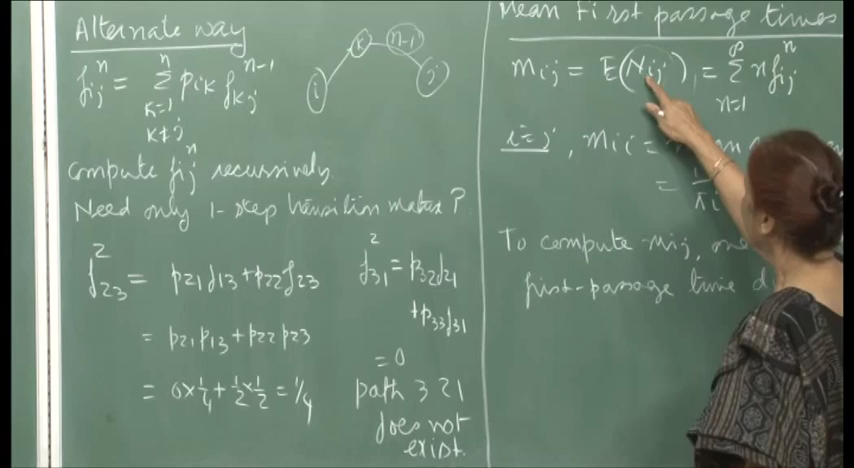 Alternate way
f_ij^n = Σ_{k=1, k≠j}^n p_ik f_kj^{n-1}
i k n-1 j
Compute f_ij^n recursively.
Need only 1-step transition matrix P.
f_23^2 = p21 f13 + p22 f23
= p21 p13 + p22 p23
= 0 x 1/4 + 1/2 x 1/2 = 1/4
f_31^2 = p32 f21
+ p33 f31
= 0
path 3 2 1
does not
exist.
Mean First passage times
m_ij = E(N_ij) = Σ_{n=1}^∞ n f_ij^n
i=j, m_ii =
= 1/π_i
To compute m_ij, one
first-passage time